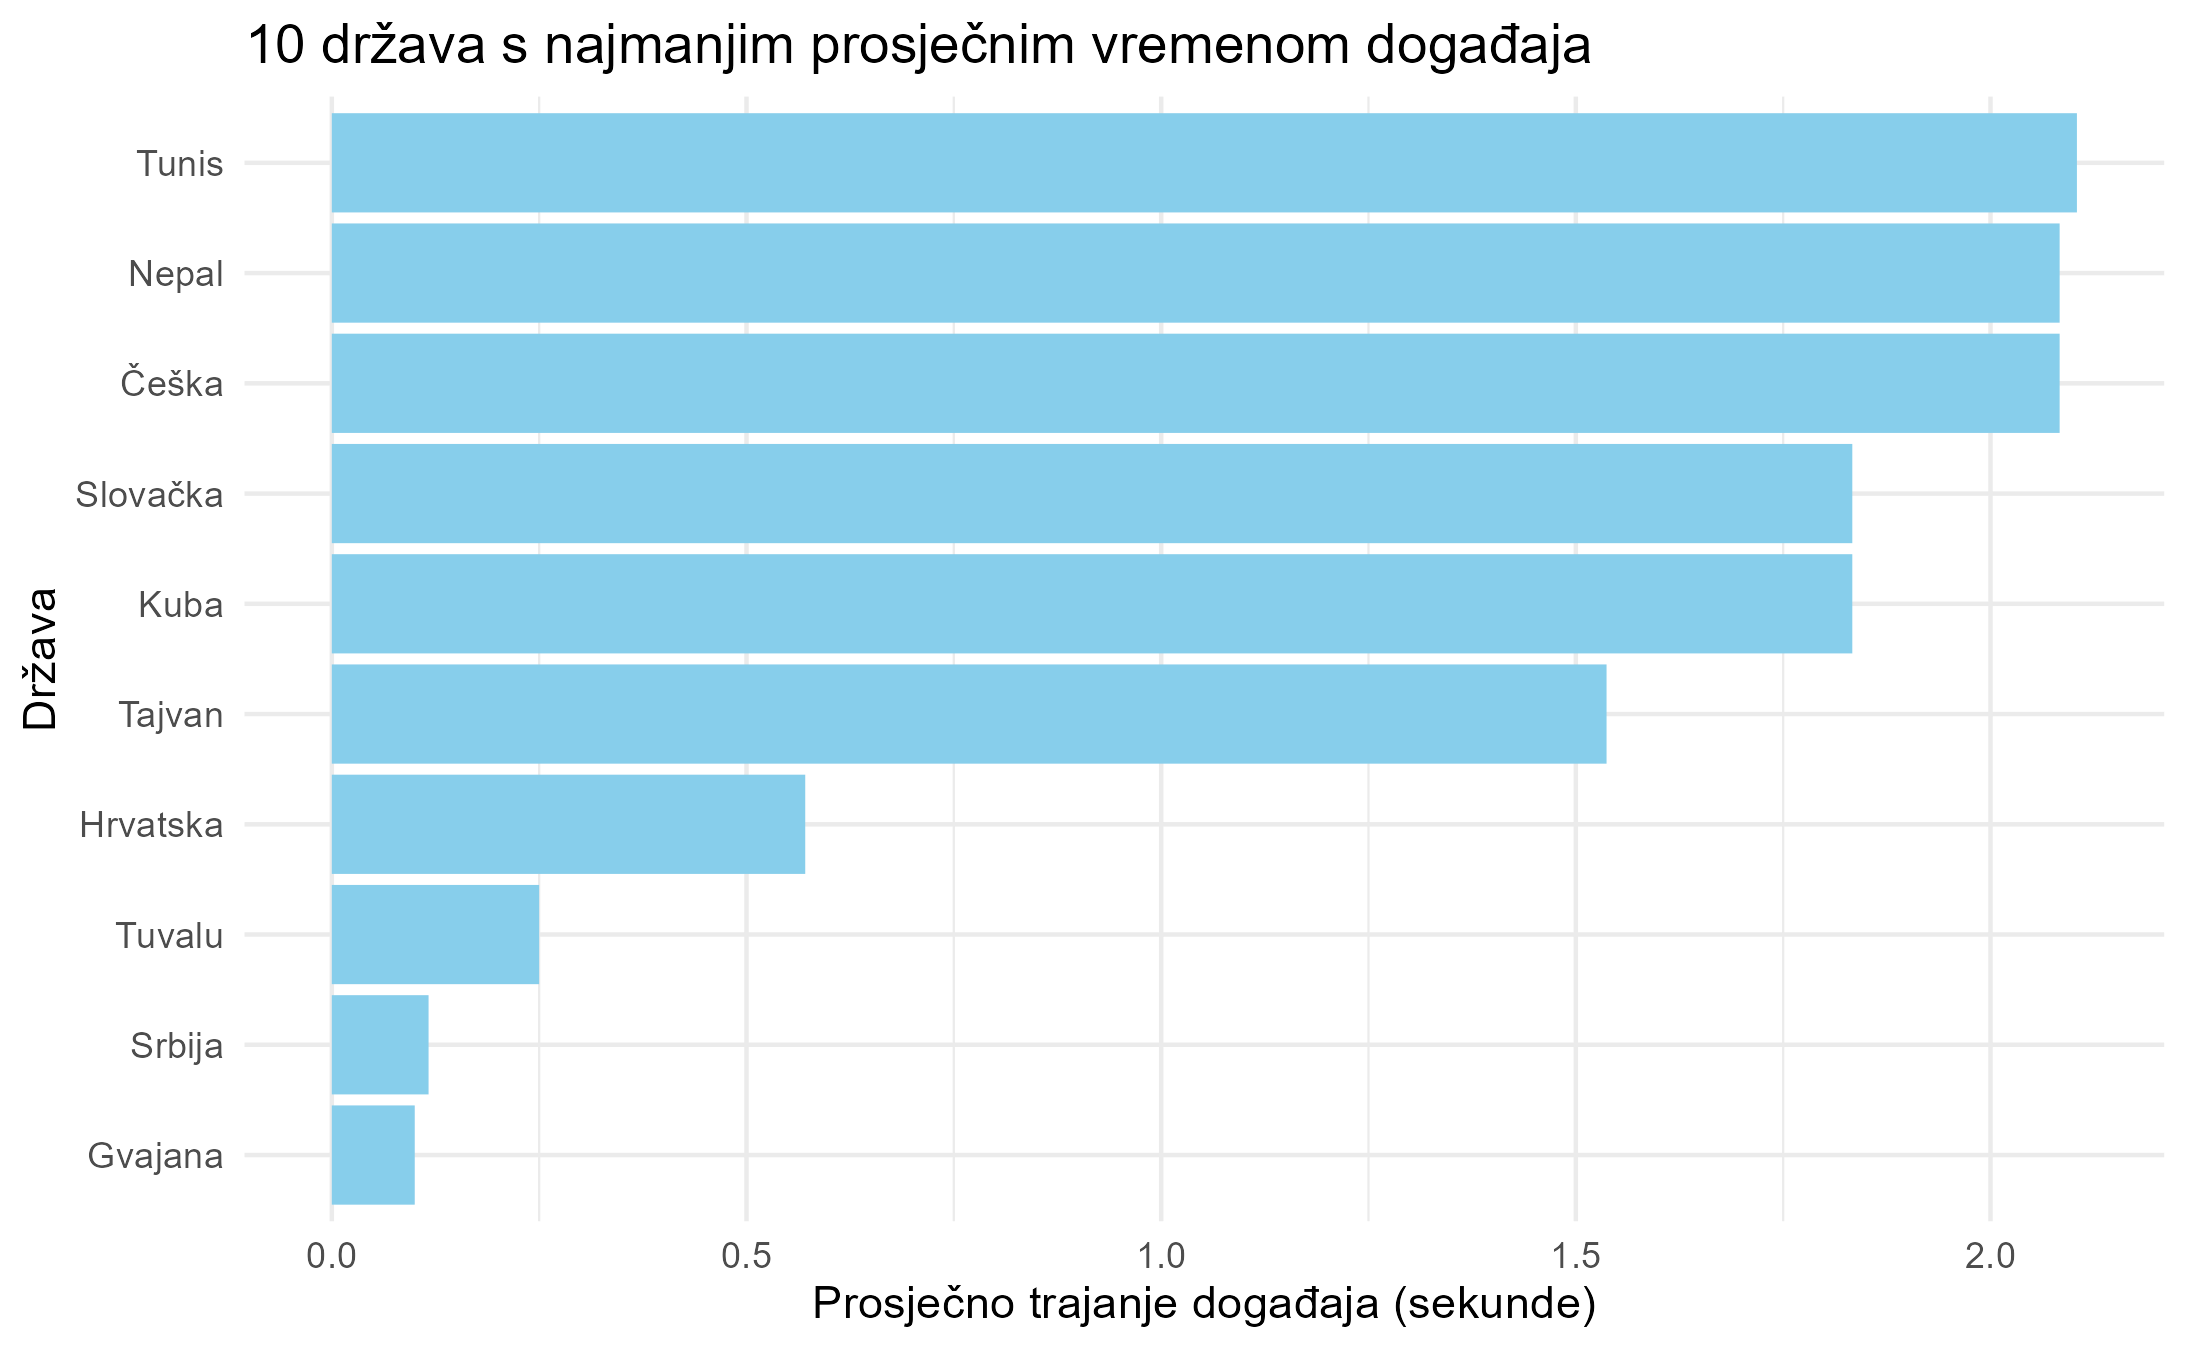 10 država s najmanjim prosječnim vremenom događaja
Država
Tunis
Nepal
Češka
Slovačka
Kuba
Tajvan
Hrvatska
Tuvalu
Srbija
Gvajana
0.0 0.5 1.0 1.5 2.0
Prosječno trajanje događaja (sekunde)